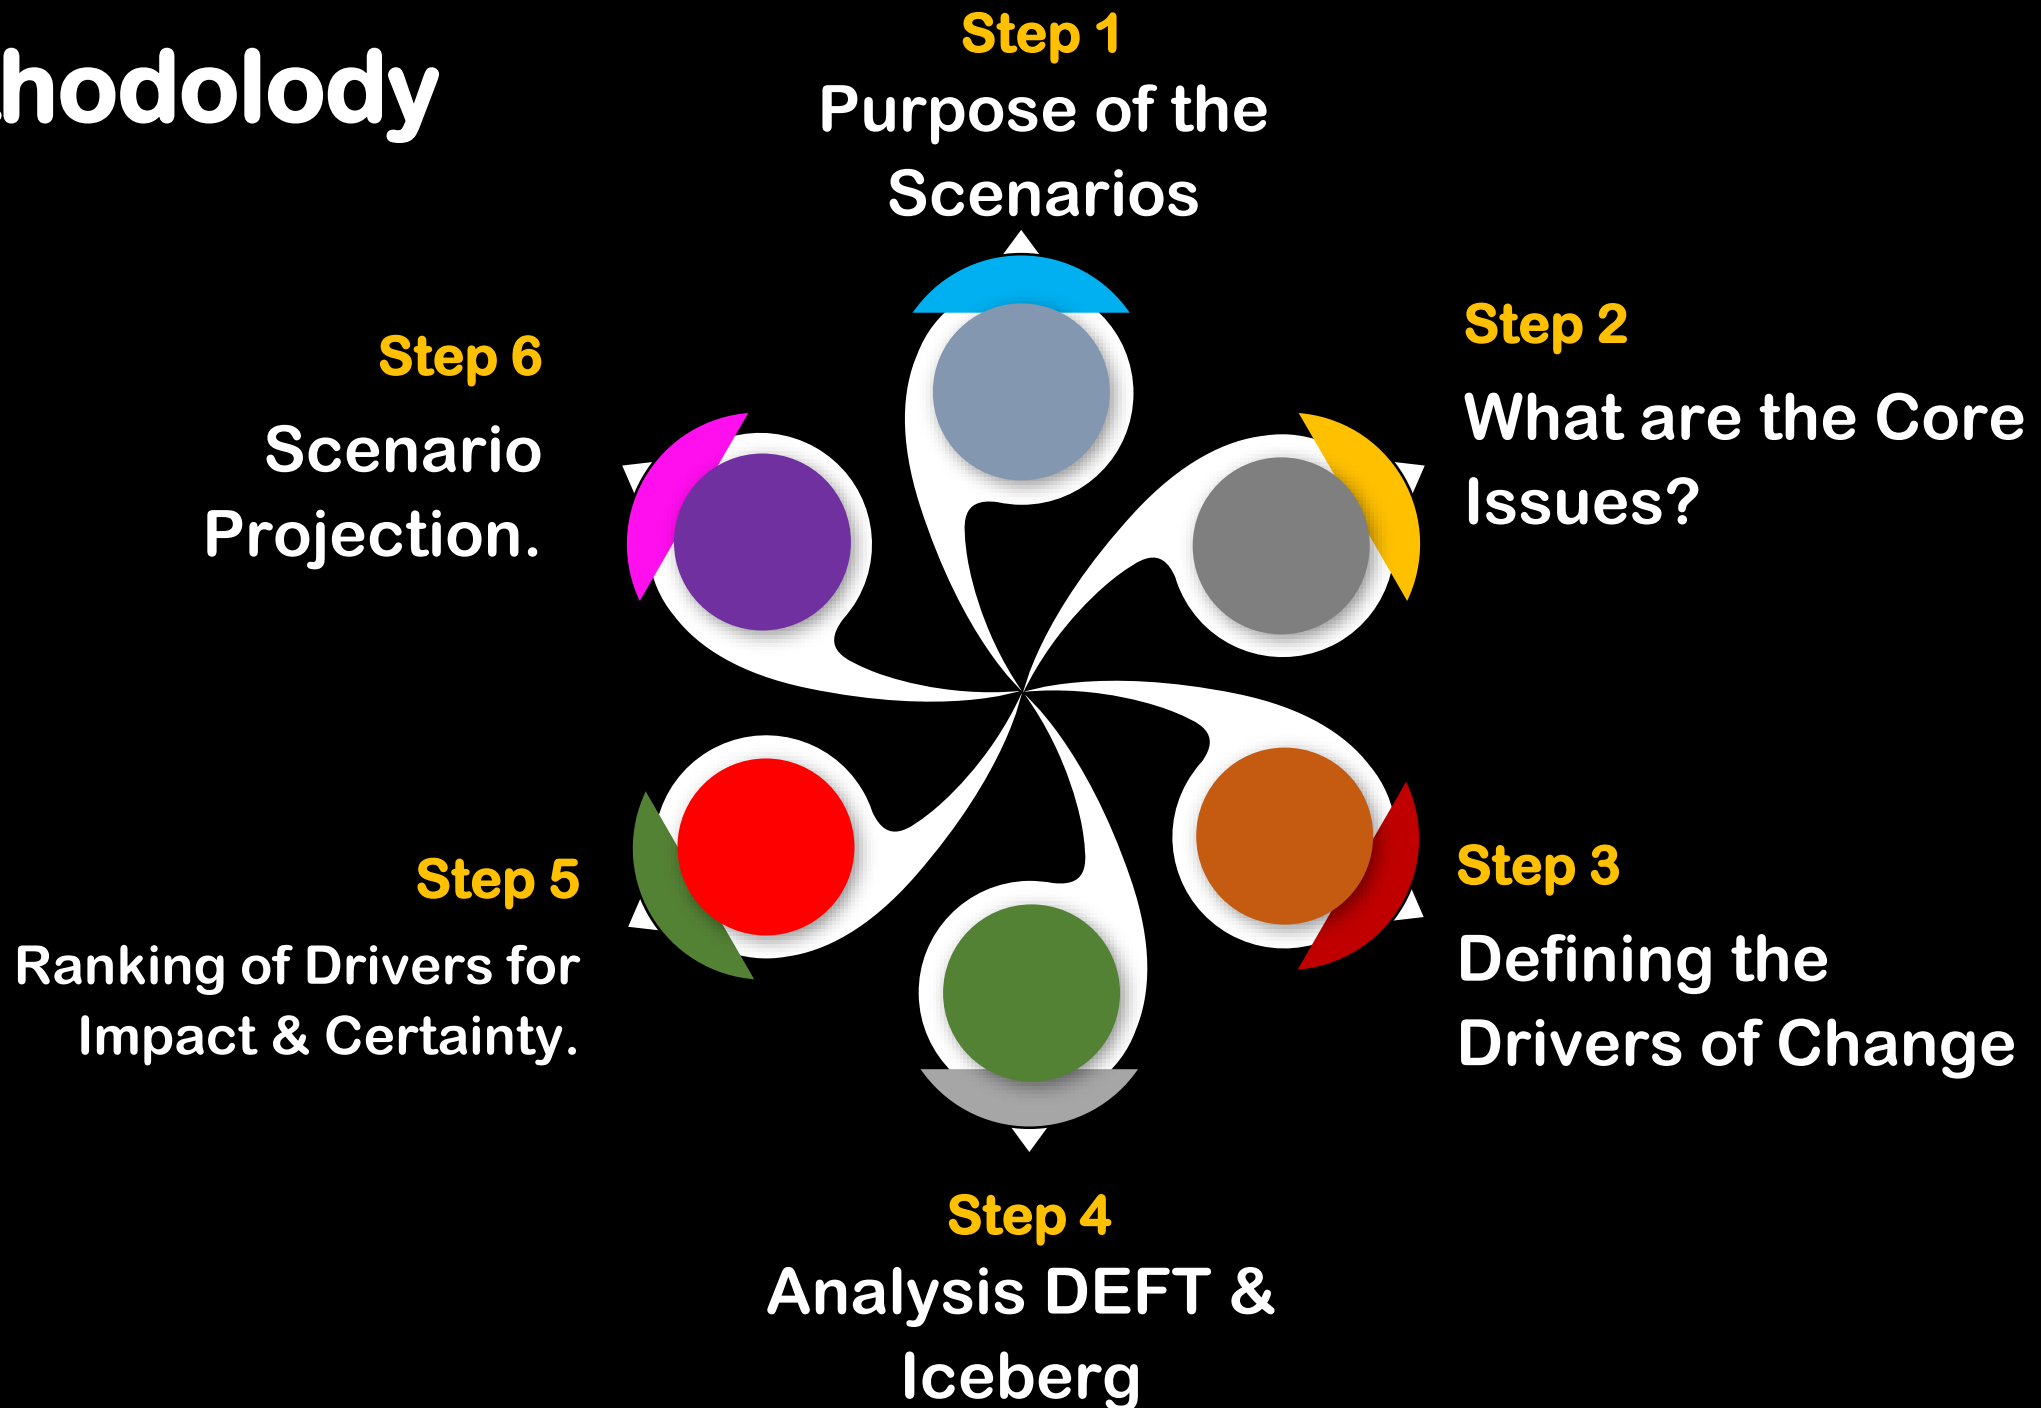 hodolody
Step 1
Purpose of the
Scenarios
Step 2
What are the Core
Issues?
Step 3
Defining the
Drivers of Change
Step 4
Analysis DEFT &
Iceberg
Step 5
Ranking of Drivers for
Impact & Certainty.
Step 6
Scenario
Projection.